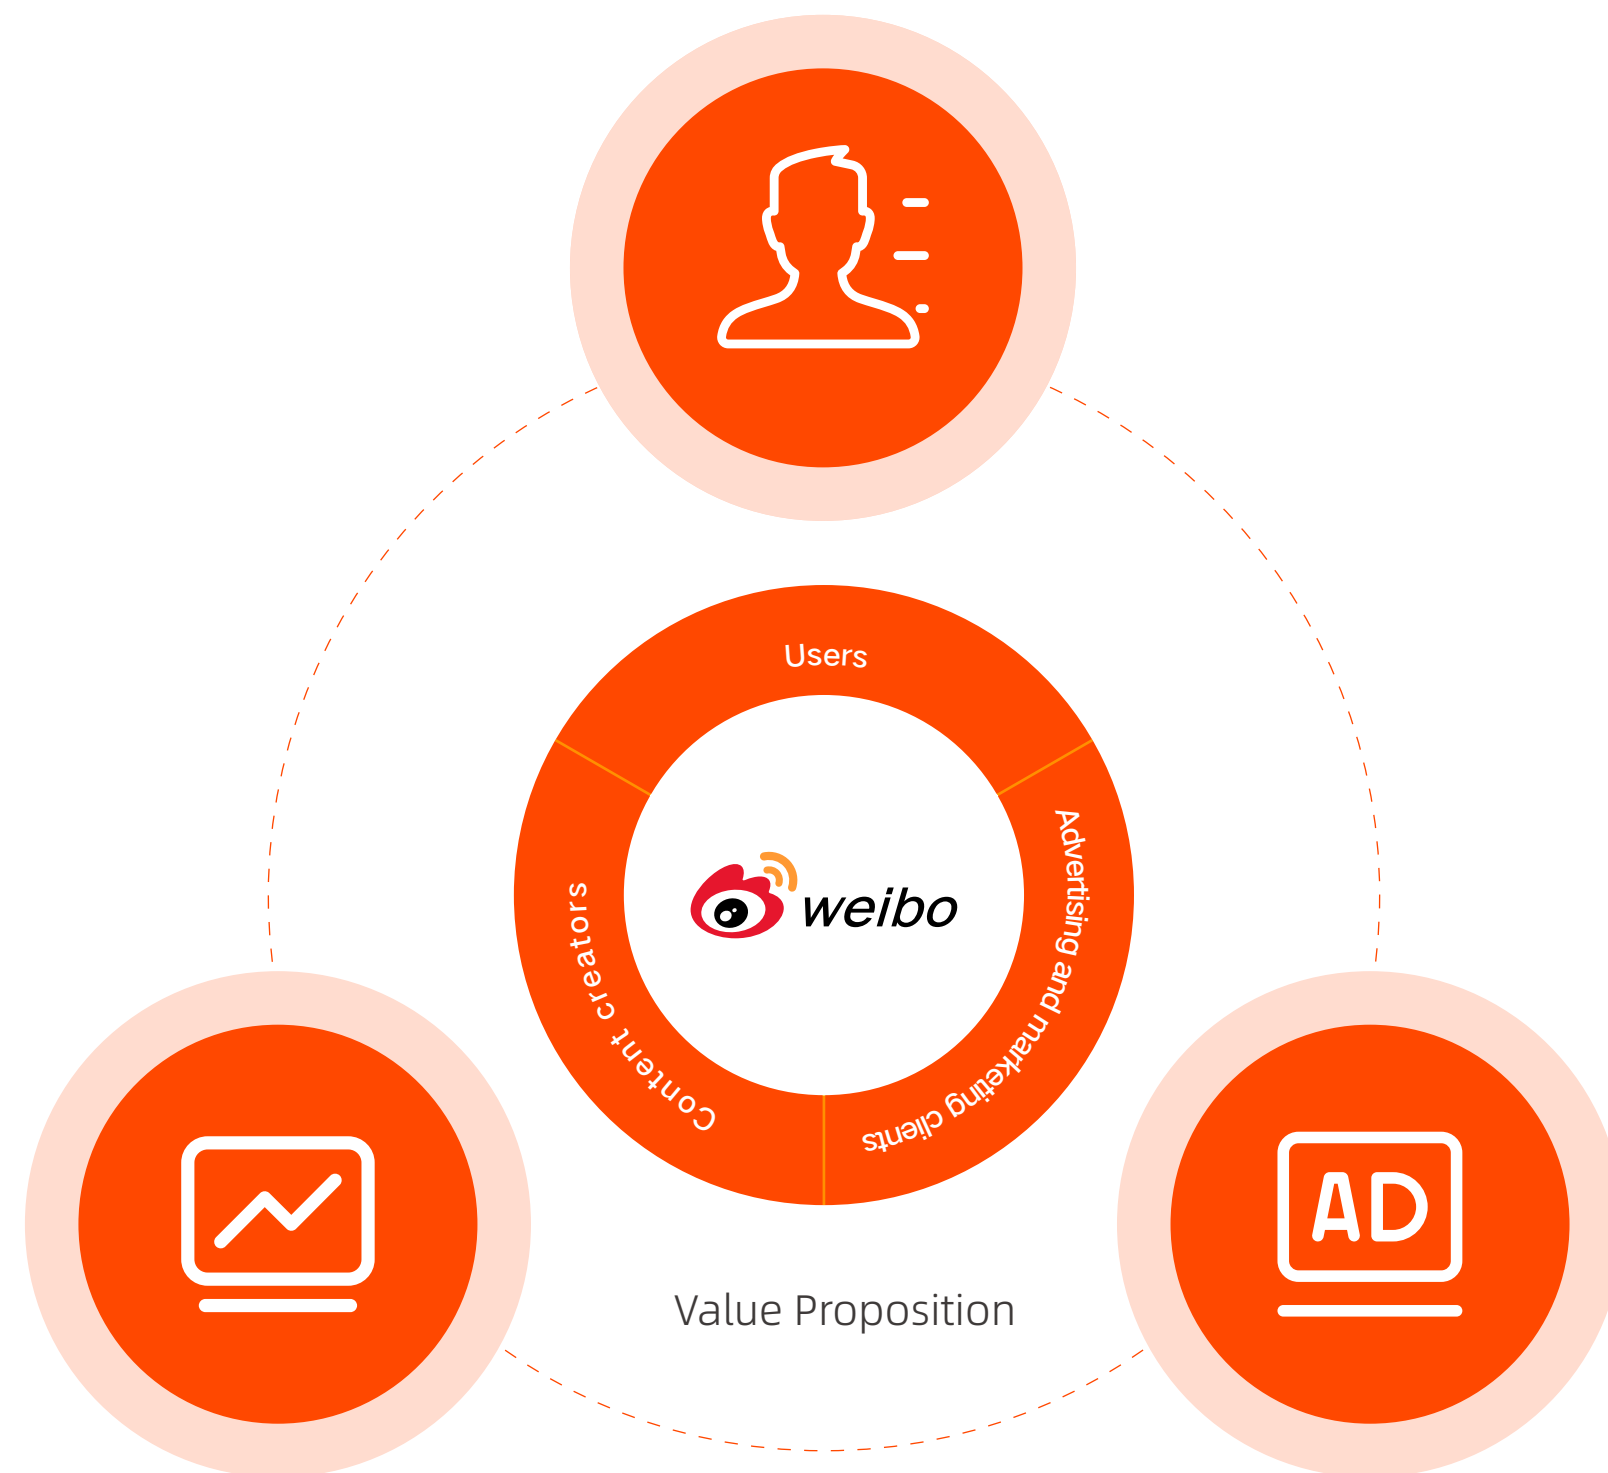 Users
Advertising and marketing clients
Content creators
weibo
AD
Value Proposition